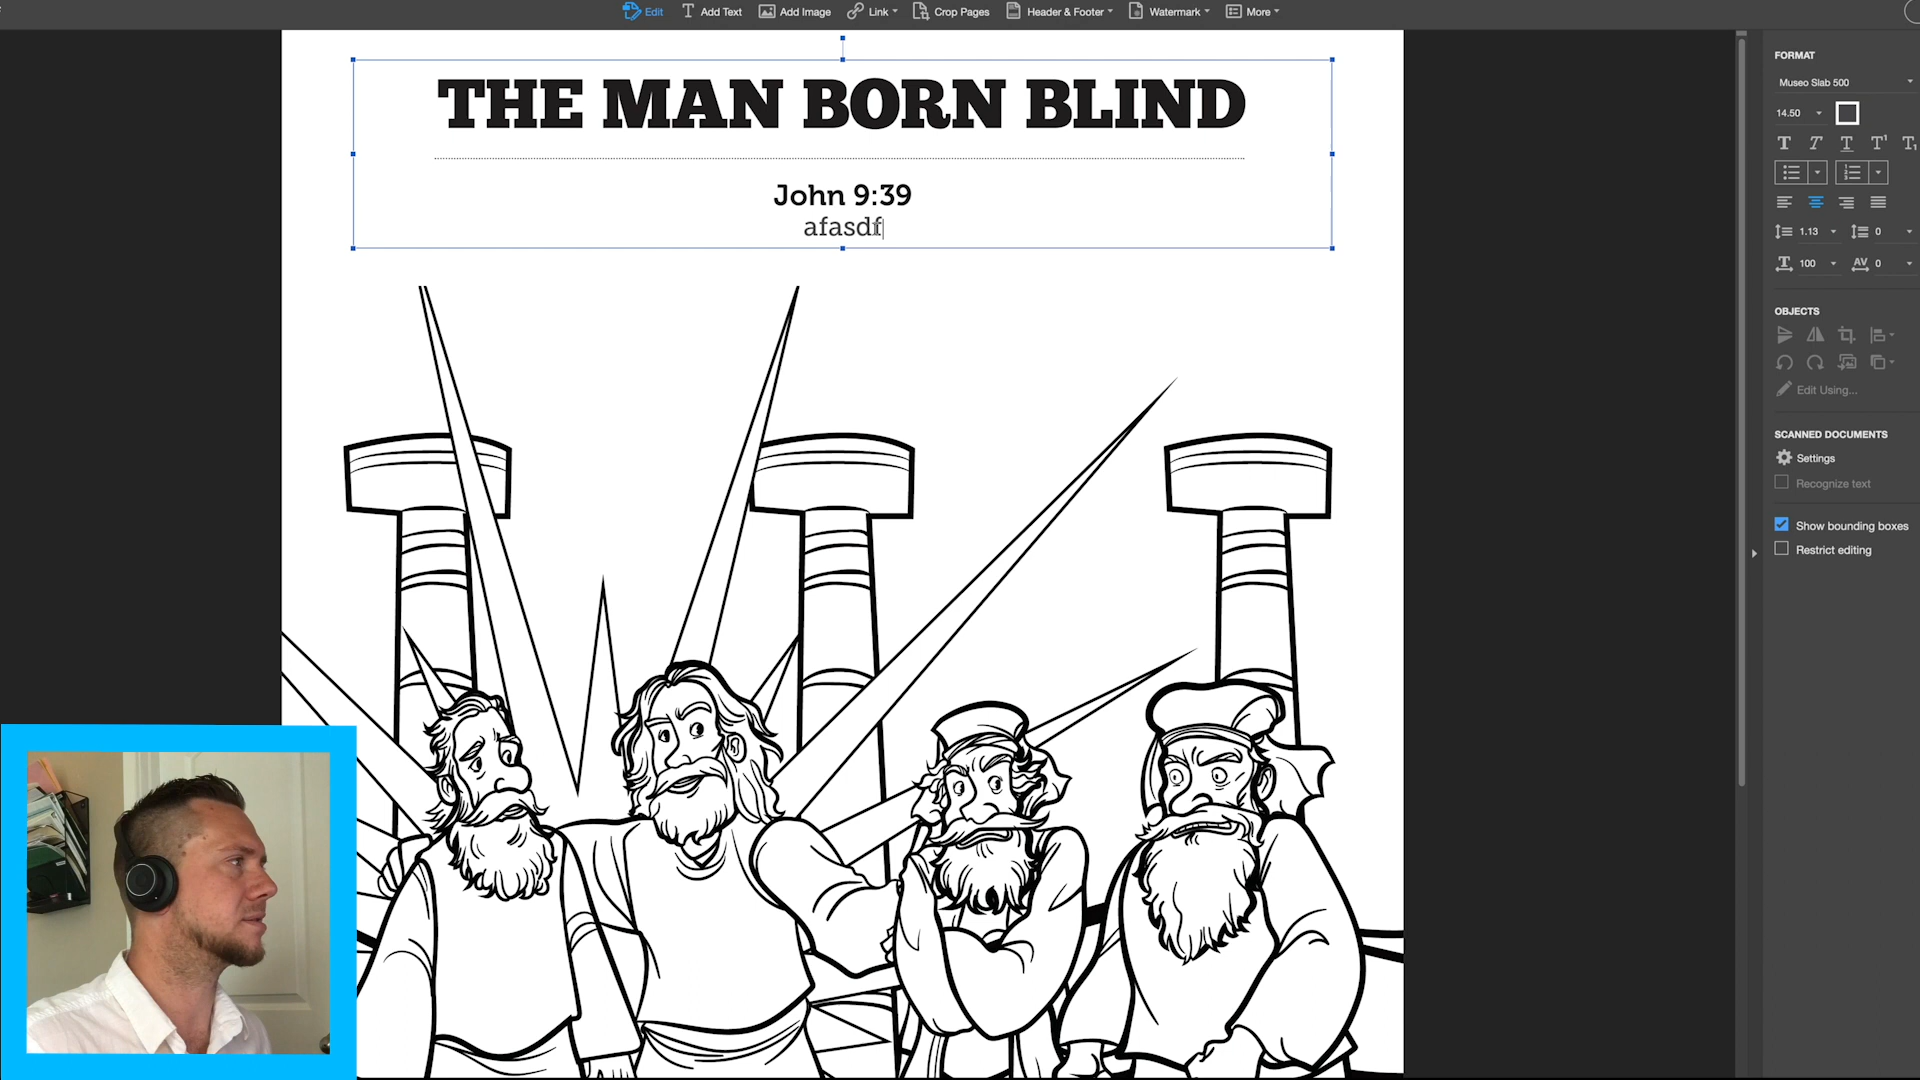 Edit Add Text Add Image Link Crop Pages Header & Footer Watermark More
THE MAN BORN BLIND
John 9:39
afasdf
FORMAT
Museo Slab 500
14.50
1.13 0
100 0
OBJECTS
Edit Using...
SCANNED DOCUMENTS
Settings
Recognize text
Show bounding boxes
Restrict editing